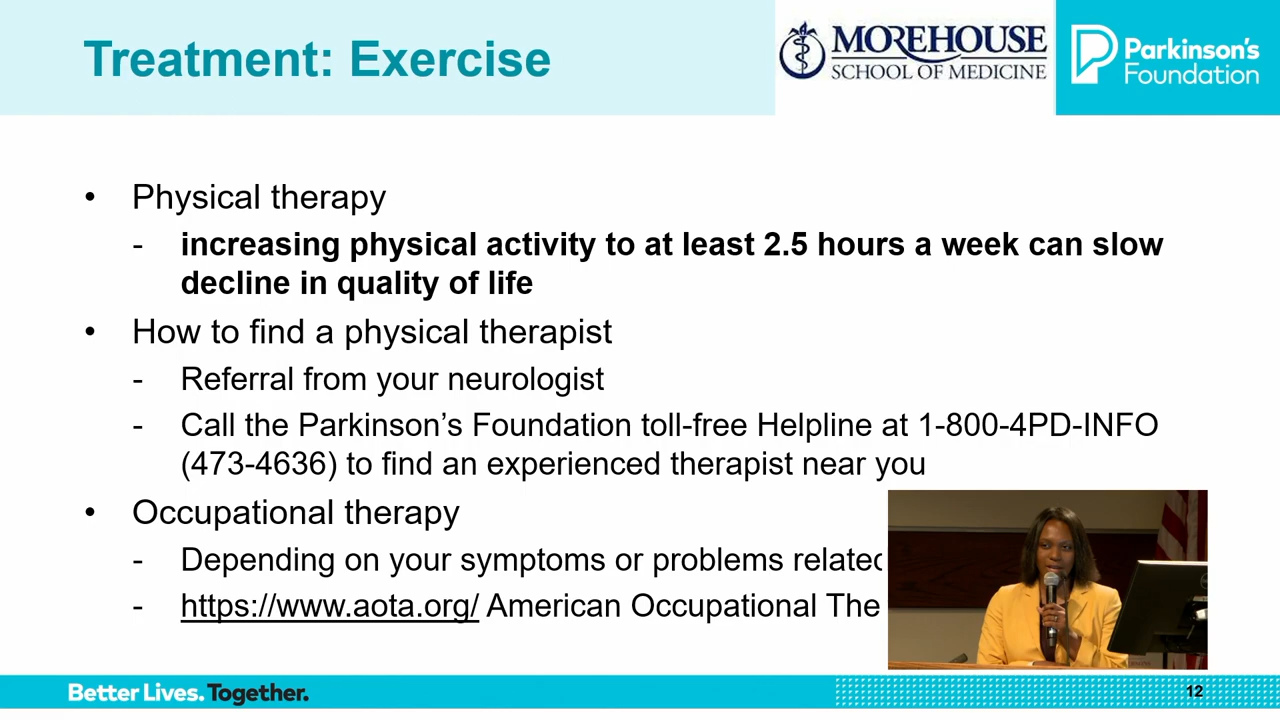 Treatment: Exercise
MOREHOUSE
SCHOOL OF MEDICINE
Parkinson's
Foundation
• Physical therapy
- increasing physical activity to at least 2.5 hours a week can slow
decline in quality of life
• How to find a physical therapist
- Referral from your neurologist
- Call the Parkinson’s Foundation toll-free Helpline at 1-800-4PD-INFO
(473-4636) to find an experienced therapist near you
• Occupational therapy
- Depending on your symptoms or problems related
- https://www.aota.org/ American Occupational The
Better Lives. Together.
12